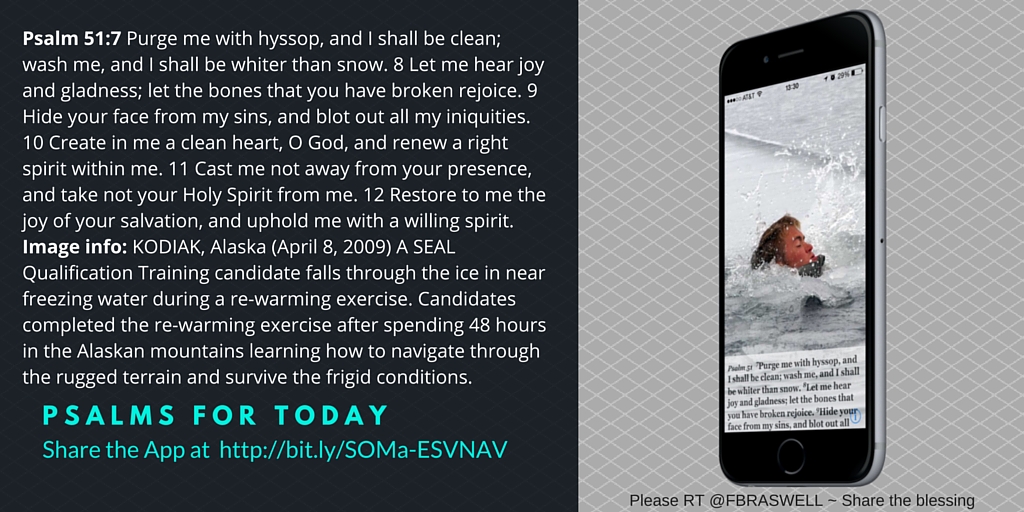 Psalm 51:7 Purge me with hyssop, and I shall be clean;
wash me, and I shall be whiter than snow. 8 Let me hear joy
and gladness; let the bones that you have broken rejoice. 9
Hide your face from my sins, and blot out all my iniquities.
10 Create in me a clean heart, O God, and renew a right
spirit within me. 11 Cast me not away from your presence,
and take not your Holy Spirit from me. 12 Restore to me the
joy of your salvation, and uphold me with a willing spirit.
Image info: KODIAK, Alaska (April 8, 2009) A SEAL
Qualification Training candidate falls through the ice in near
freezing water during a re-warming exercise. Candidates
completed the re-warming exercise after spending 48 hours
in the Alaskan mountains learning how to navigate through
the rugged terrain and survive the frigid conditions.
PSALMS FOR TODAY
Share the App at http://bit.ly/SOMa-ESVNAV
AT&T 13:30 29%
Psalm 51 7Purge me with hyssop, and
I shall be clean; wash me, and I shall
be whiter than snow. 8Let me hear
joy and gladness; let the bones that
you have broken rejoice. 9Hide your
face from my sins, and blot out all
Please RT @FBRASWELL ~ Share the blessing